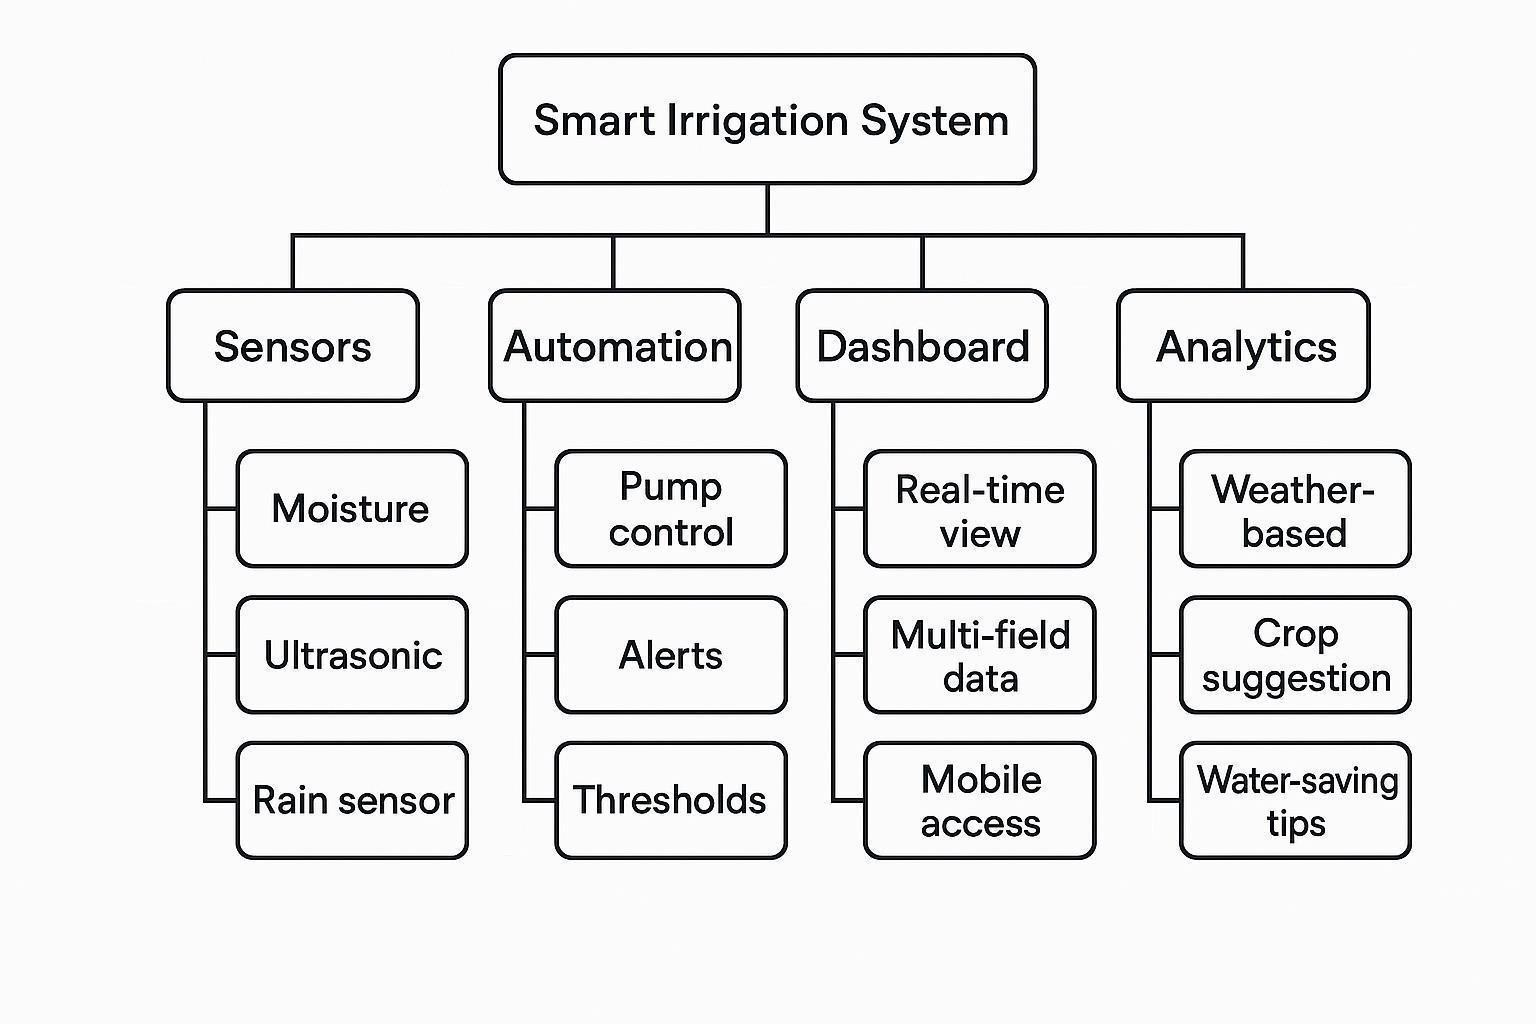 Smart Irrigation System
Sensors
Automation
Dashboard
Analytics
Moisture
Ultrasonic
Rain sensor
Pump
control
Alerts
Thresholds
Real-time
view
Multi-field
data
Mobile
access
Weather-
based
Crop
suggestion
Water-saving
tips